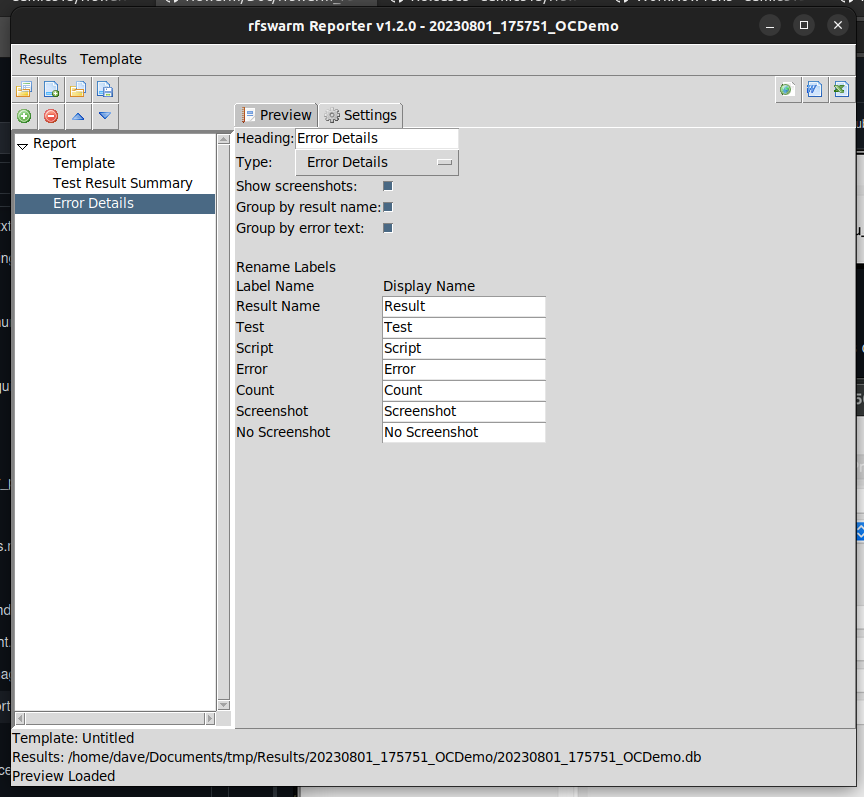 rfswarm Reporter v1.2.0 - 20230801_175751_OCDemo
Results Template
Preview Settings
Report
Template
Test Result Summary
Error Details
Heading: Error Details
Type: Error Details
Show screenshots:
Group by result name:
Group by error text:
Rename Labels
Label Name Display Name
Result Name Result
Test Test
Script Script
Error Error
Count Count
Screenshot Screenshot
No Screenshot No Screenshot
Template: Untitled
Results: /home/dave/Documents/tmp/Results/20230801_175751_OCDemo/20230801_175751_OCDemo.db
Preview Loaded